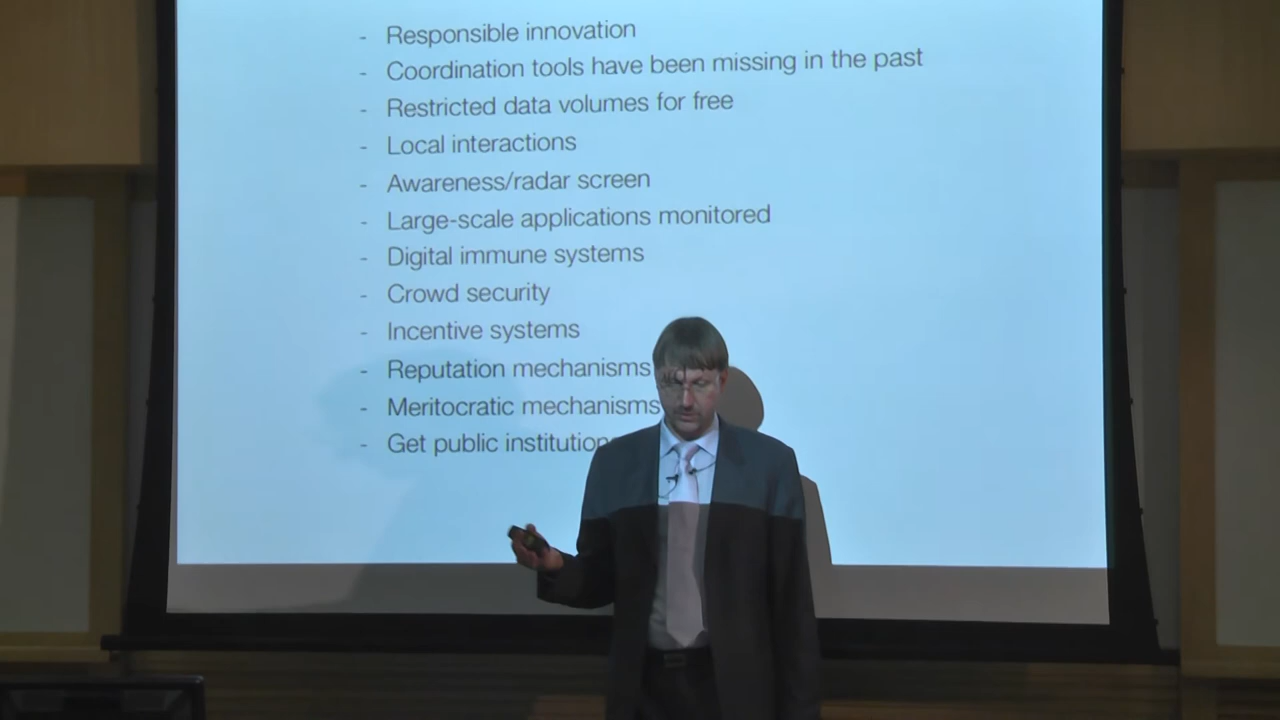 - Responsible innovation
- Coordination tools have been missing in the past
- Restricted data volumes for free
- Local interactions
- Awareness/radar screen
- Large-scale applications monitored
- Digital immune systems
- Crowd security
- Incentive systems
- Reputation mechanisms
- Meritocratic mechanisms
- Get public